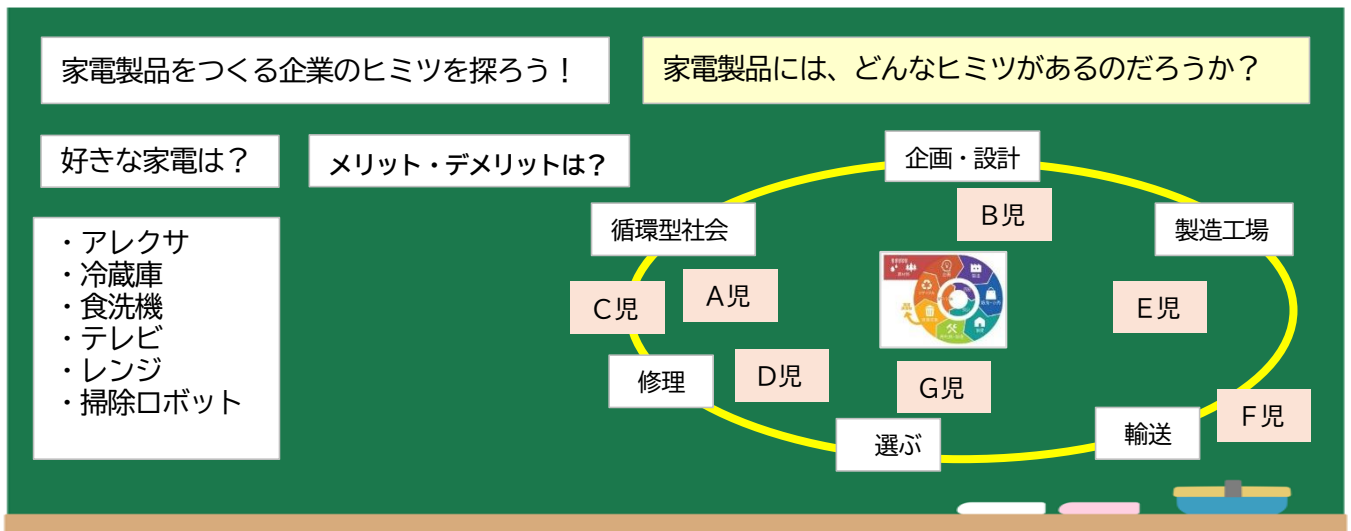 家電製品をつくる企業のヒミツを探ろう！
家電製品には、どんなヒミツがあるのだろうか？
好きな家電は？
メリット・デメリットは？
・アレクサ
・冷蔵庫
・食洗機
・テレビ
・レンジ
・掃除ロボット
企画・設計
Ｂ児
循環型社会
製造工場
Ａ児
Ｃ児
Ｅ児
修理
Ｄ児
Ｇ児
Ｆ児
輸送
選ぶ